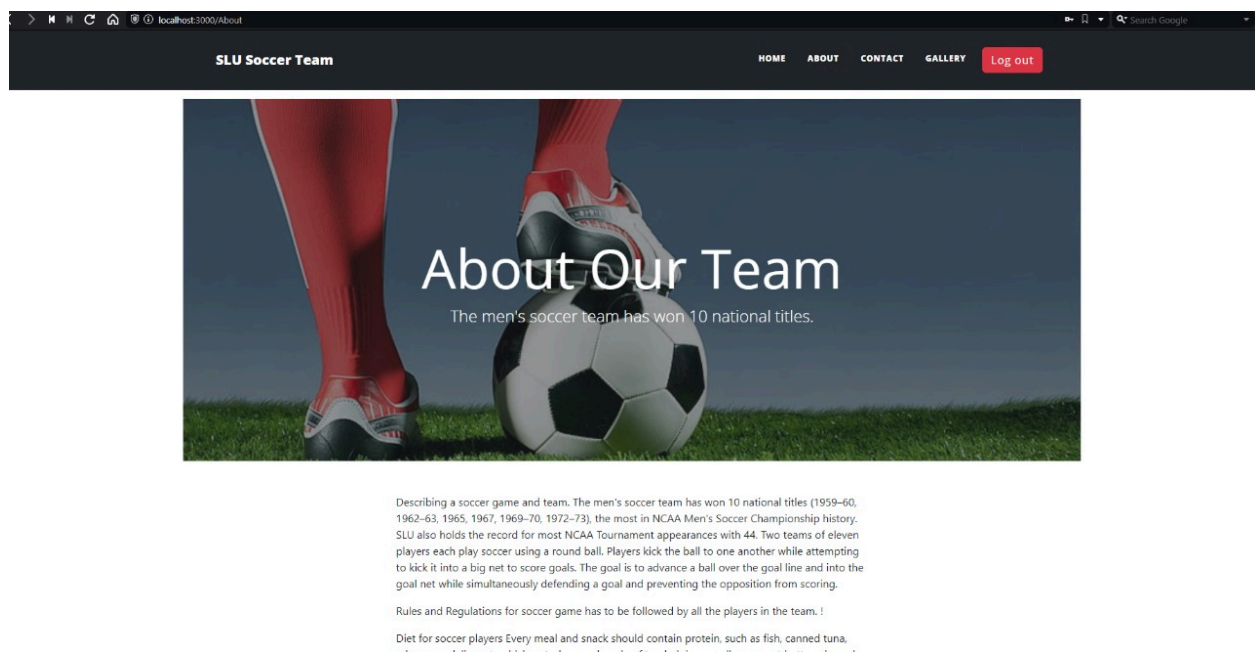 localhost:3000/About
Search Google
SLU Soccer Team
HOME ABOUT CONTACT GALLERY Log out
About Our Team
The men's soccer team has won 10 national titles.
Describing a soccer game and team. The men's soccer team has won 10 national titles (1959–60,
1962–63, 1965, 1967, 1969–70, 1972–73), the most in NCAA Men's Soccer Championship history.
SLU also holds the record for most NCAA Tournament appearances with 44. Two teams of eleven
players each play soccer using a round ball. Players kick the ball to one another while attempting
to kick it into a big net to score goals. The goal is to advance a ball over the goal line and into the
goal net while simultaneously defending a goal and preventing the opposition from scoring.
Rules and Regulations for soccer game has to be followed by all the players in the team. !
Diet for soccer players Every meal and snack should contain protein, such as fish, canned tuna,